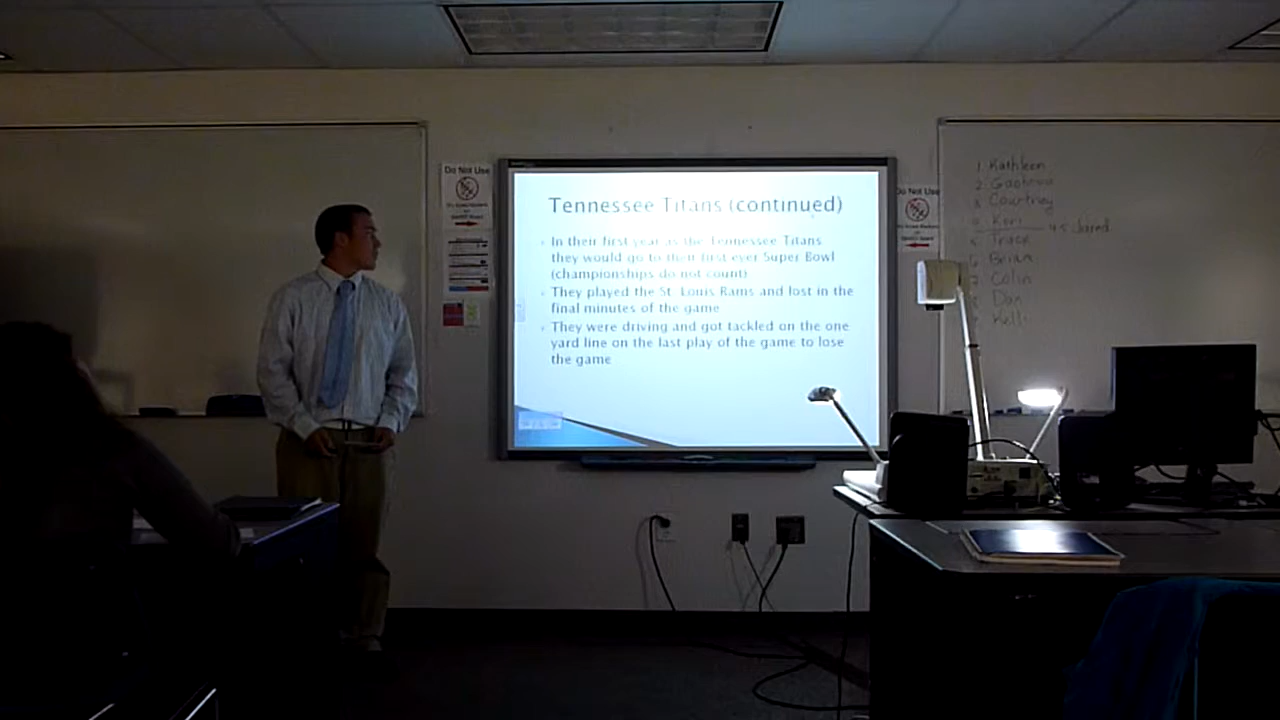 Do Not Use
Tennessee Titans (continued)
In their first year as the Tennessee Titans
they would go to their first ever Super Bowl
(championships do not count)
They played the St. Louis Rams and lost in the
final minutes of the game
They were driving and got tackled on the one
yard line on the last play of the game to lose
the game
Do Not Use
1. Kathleen
2.
Courtney
Keri
Brian
Colin
Dan
Kelli